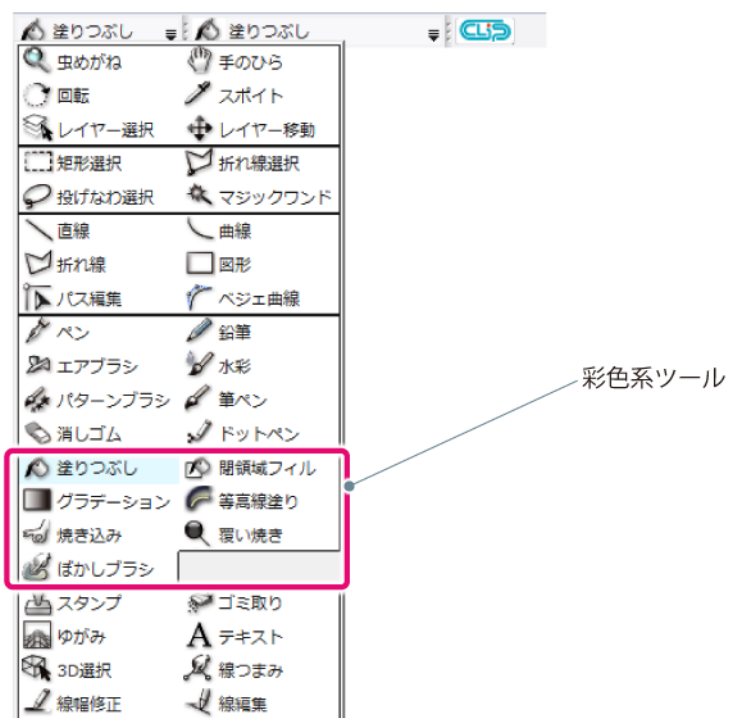 塗りつぶし 塗りつぶし CLIP
虫めがね 手のひら
回転 スポイト
レイヤー選択 レイヤー移動
矩形選択 折れ線選択
投げなわ選択 マジックワンド
直線 曲線
折れ線 図形
パス編集 ベジェ曲線
ペン 鉛筆
エアブラシ 水彩
彩色系ツール
パターンブラシ 筆ペン
消しゴム ドットペン
塗りつぶし 閉領域フィル
グラデーション 等高線塗り
焼き込み 覆い焼き
ぼかしブラシ
スタンプ ゴミ取り
ゆがみ A テキスト
3D選択 線つまみ
線幅修正 線編集